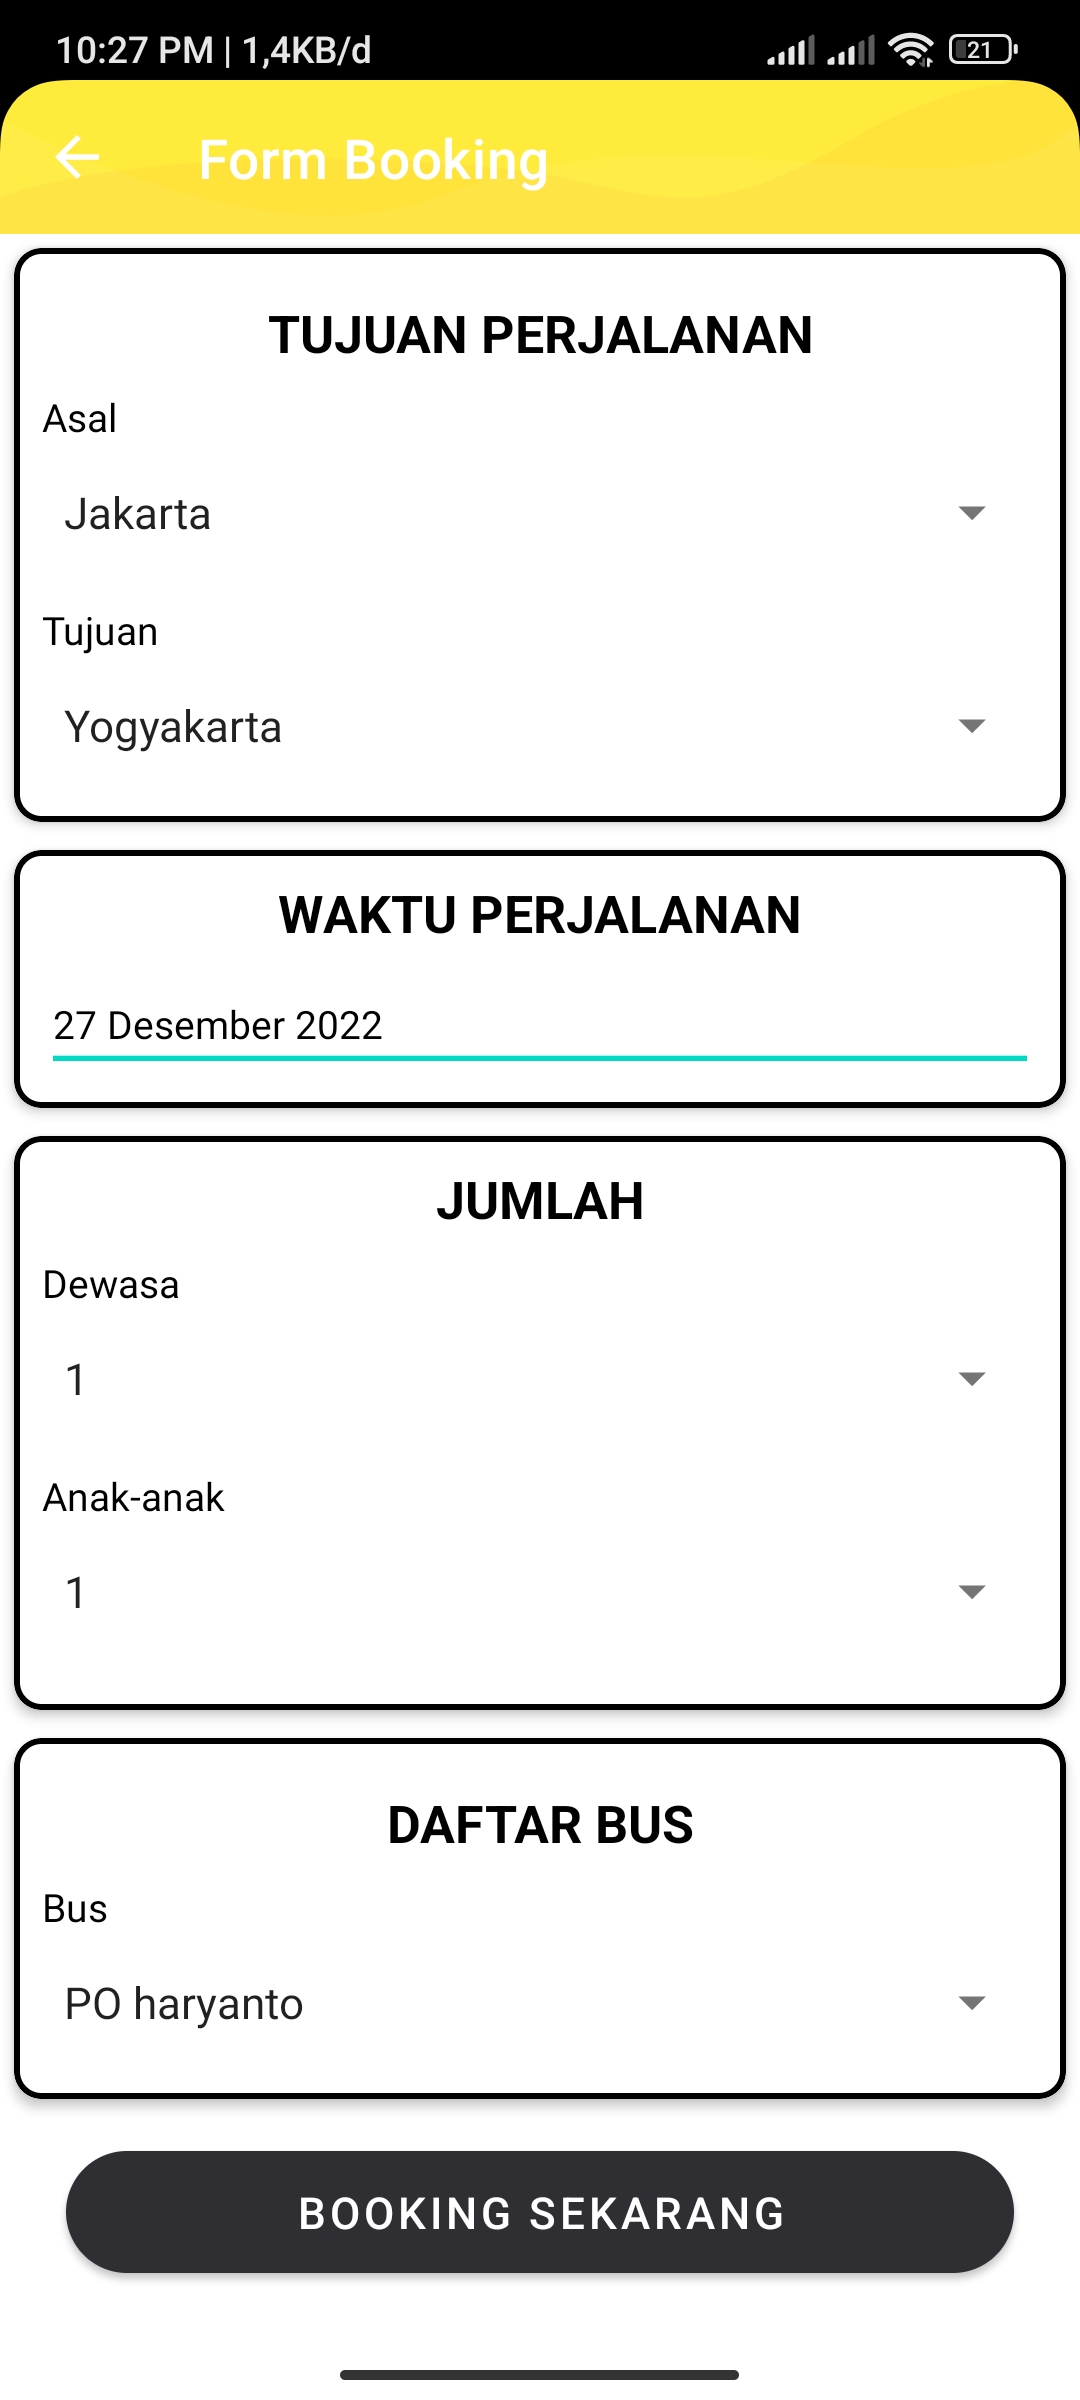 10:27 PM | 1,4KB/d
21
Form Booking
TUJUAN PERJALANAN
Asal
Jakarta
Tujuan
Yogyakarta
WAKTU PERJALANAN
27 Desember 2022
JUMLAH
Dewasa
1
Anak-anak
1
DAFTAR BUS
Bus
PO haryanto
BOOKING SEKARANG